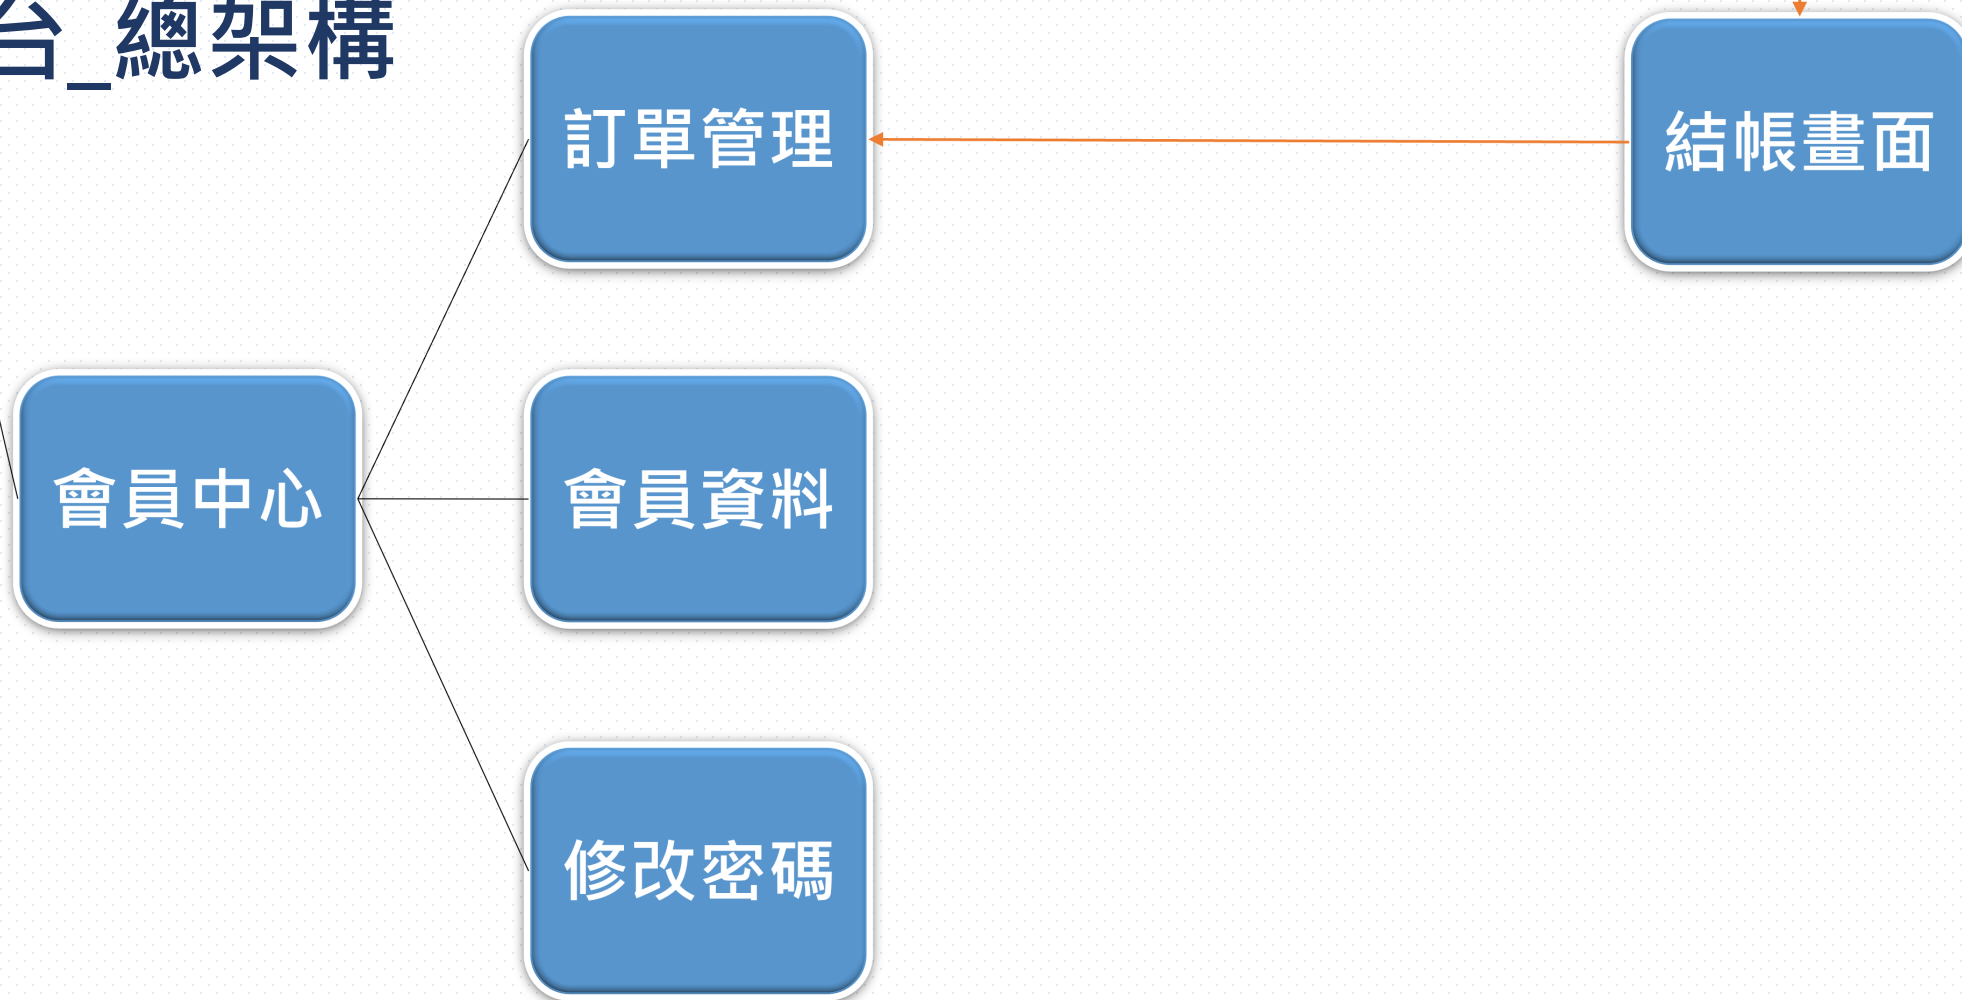 台_總架構
訂單管理
結帳畫面
會員中心
會員資料
修改密碼